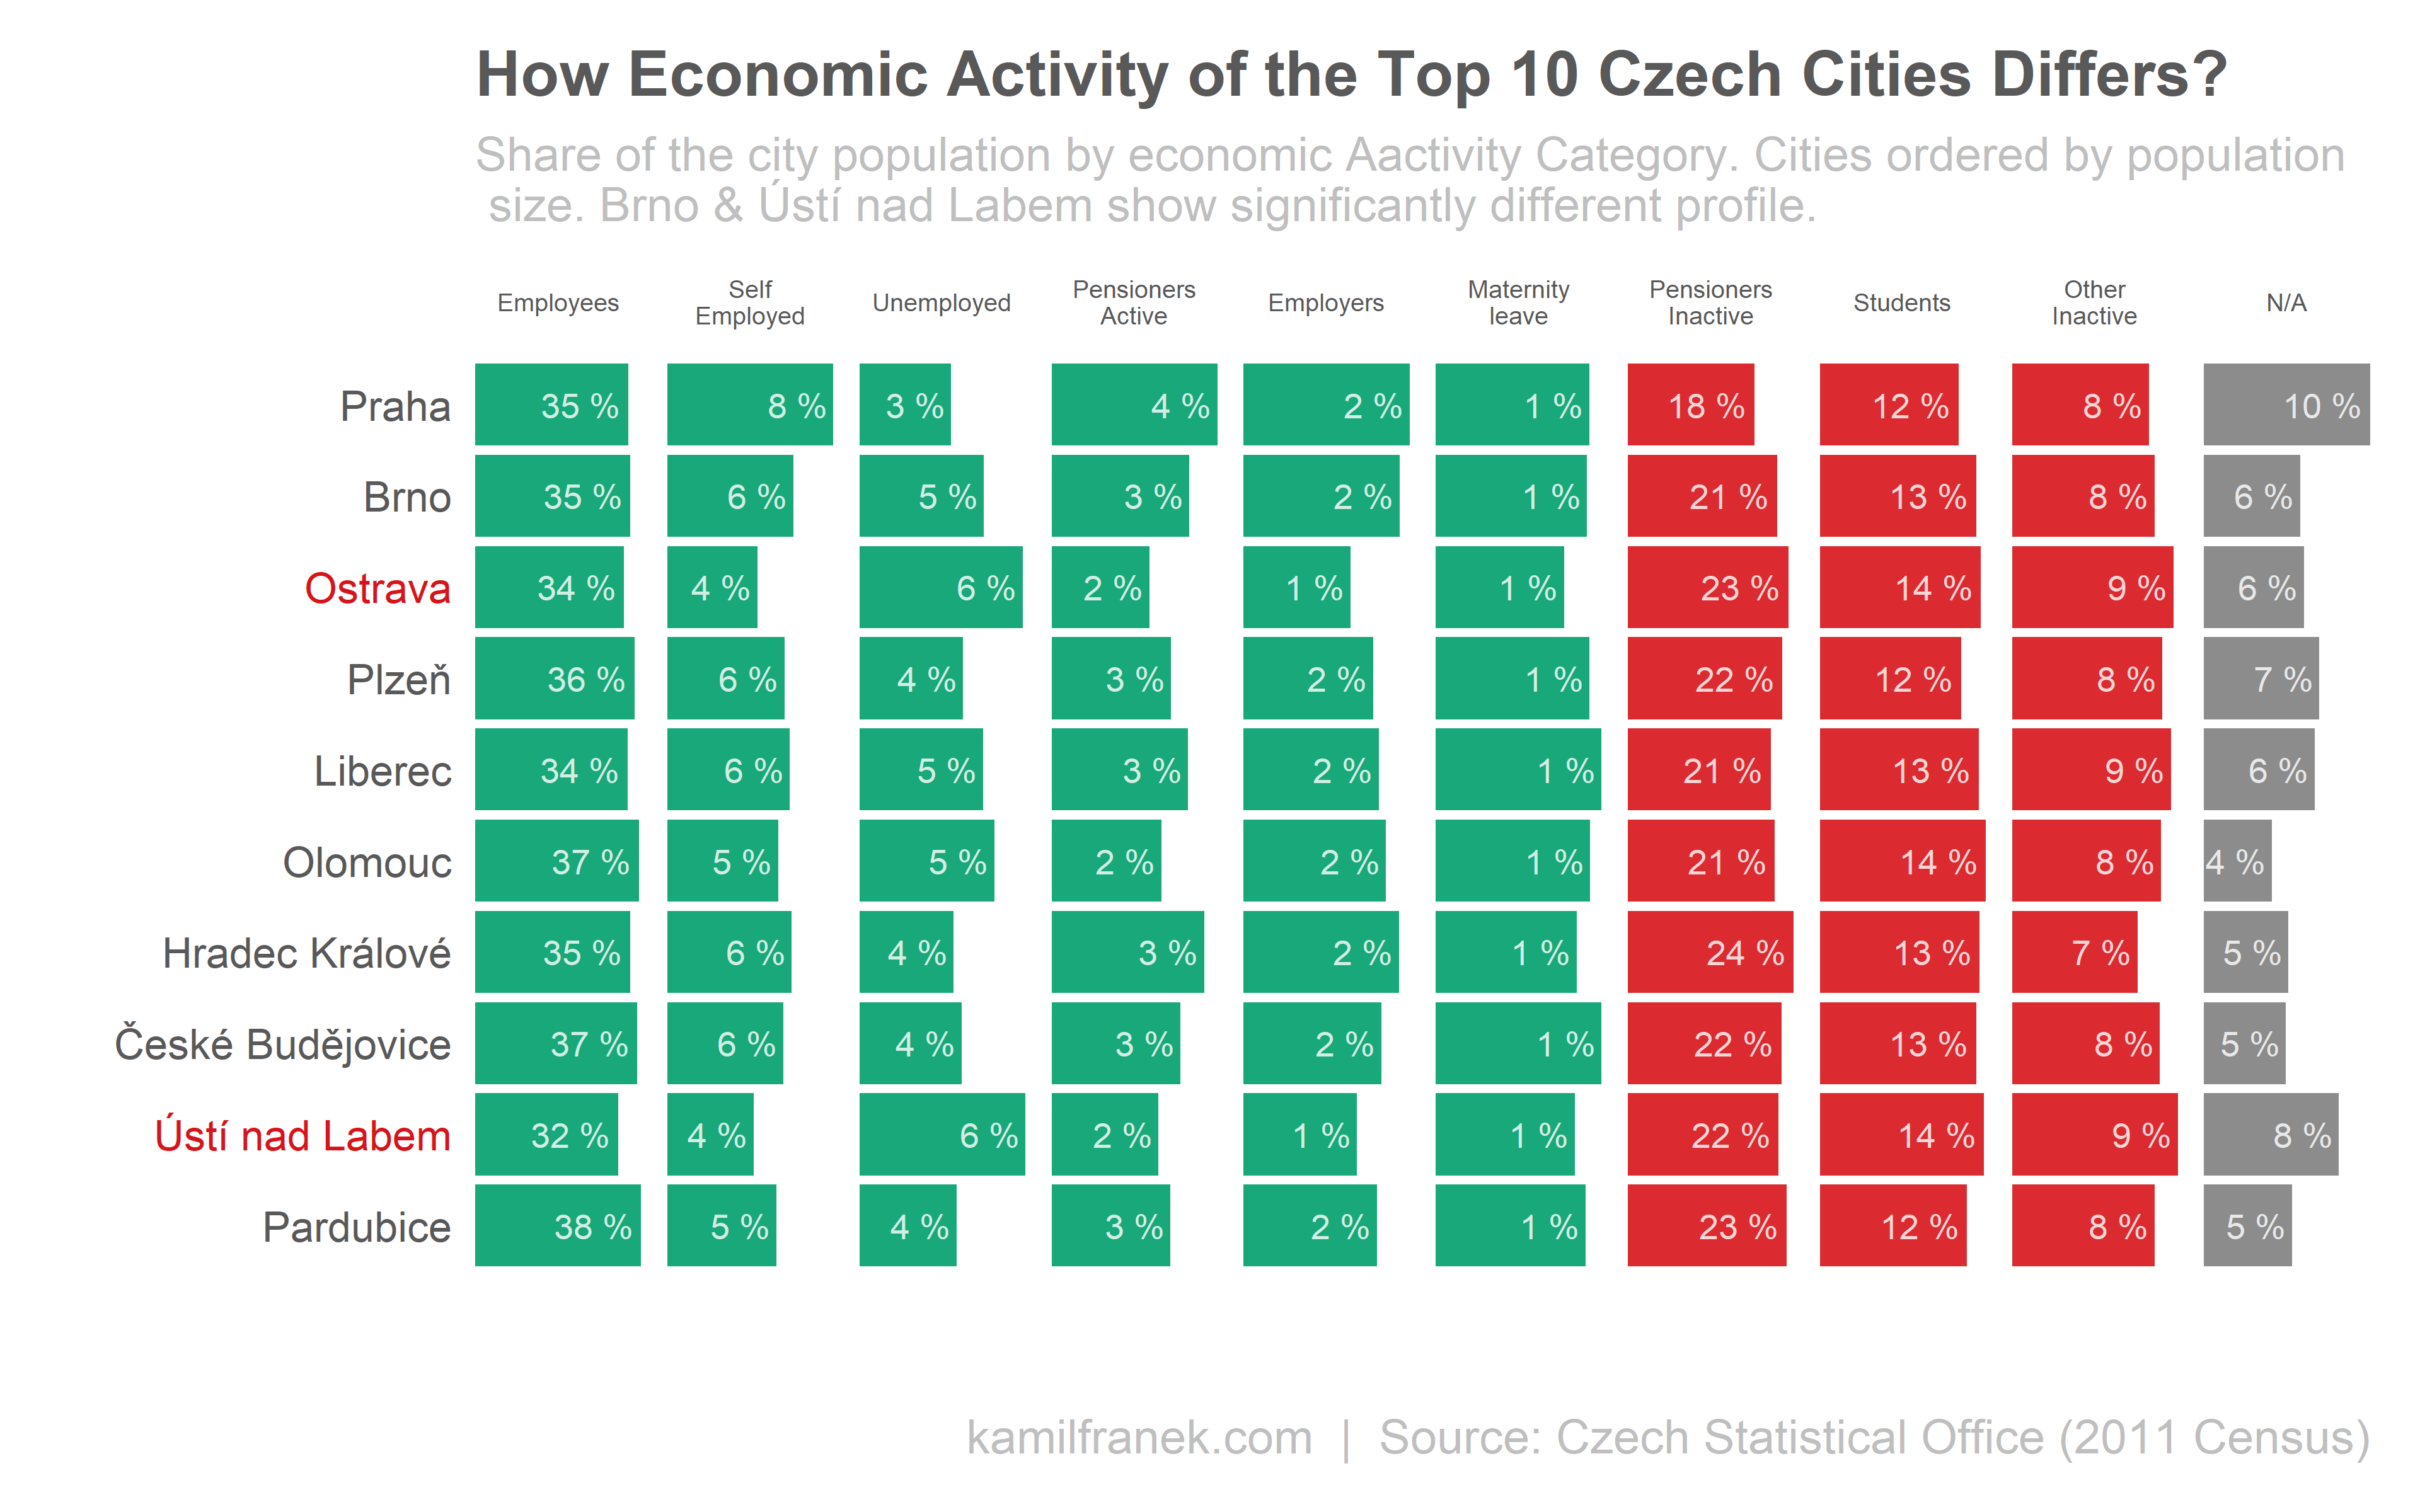 How Economic Activity of the Top 10 Czech Cities Differs?
Share of the city population by economic Aactivity Category. Cities ordered by population
size. Brno & Ústí nad Labem show significantly different profile.
Employees Self Employed Unemployed Pensioners Active Employers Maternity leave Pensioners Inactive Students Other Inactive N/A
Praha 35 % 8 % 3 % 4 % 2 % 1 % 18 % 12 % 8 % 10 %
Brno 35 % 6 % 5 % 3 % 2 % 1 % 21 % 13 % 8 % 6 %
Ostrava 34 % 4 % 6 % 2 % 1 % 1 % 23 % 14 % 9 % 6 %
Plzeň 36 % 6 % 4 % 3 % 2 % 1 % 22 % 12 % 8 % 7 %
Liberec 34 % 6 % 5 % 3 % 2 % 1 % 21 % 13 % 9 % 6 %
Olomouc 37 % 5 % 5 % 2 % 2 % 1 % 21 % 14 % 8 % 4 %
Hradec Králové 35 % 6 % 4 % 3 % 2 % 1 % 24 % 13 % 7 % 5 %
České Budějovice 37 % 6 % 4 % 3 % 2 % 1 % 22 % 13 % 8 % 5 %
Ústí nad Labem 32 % 4 % 6 % 2 % 1 % 1 % 22 % 14 % 9 % 8 %
Pardubice 38 % 5 % 4 % 3 % 2 % 1 % 23 % 12 % 8 % 5 %
kamilfranek.com | Source: Czech Statistical Office (2011 Census)